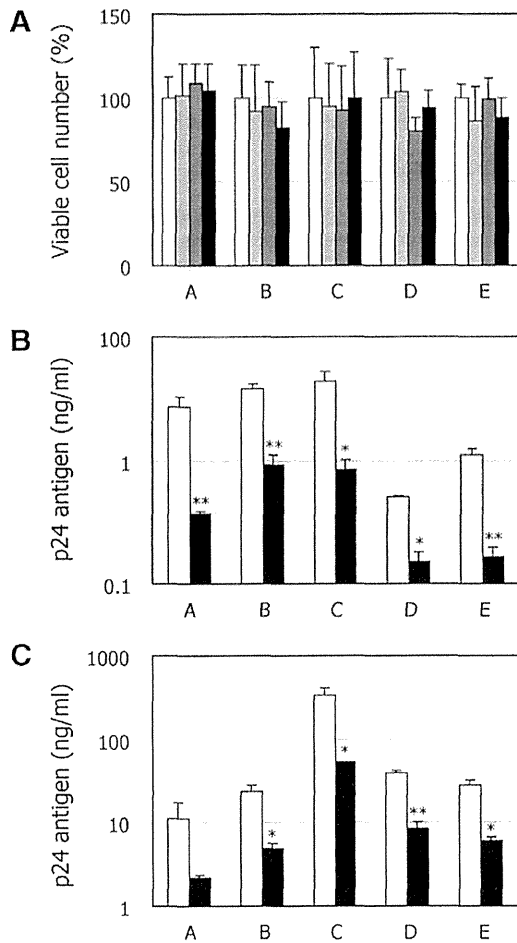 A
Viable cell number (%)
150
100
50
0
A B C D E
B
p24 antigen (ng/ml)
100
1
0.1
** ** * * **
A B C D E
C
p24 antigen (ng/ml)
1000
100
10
1
* * ** *
A B C D E